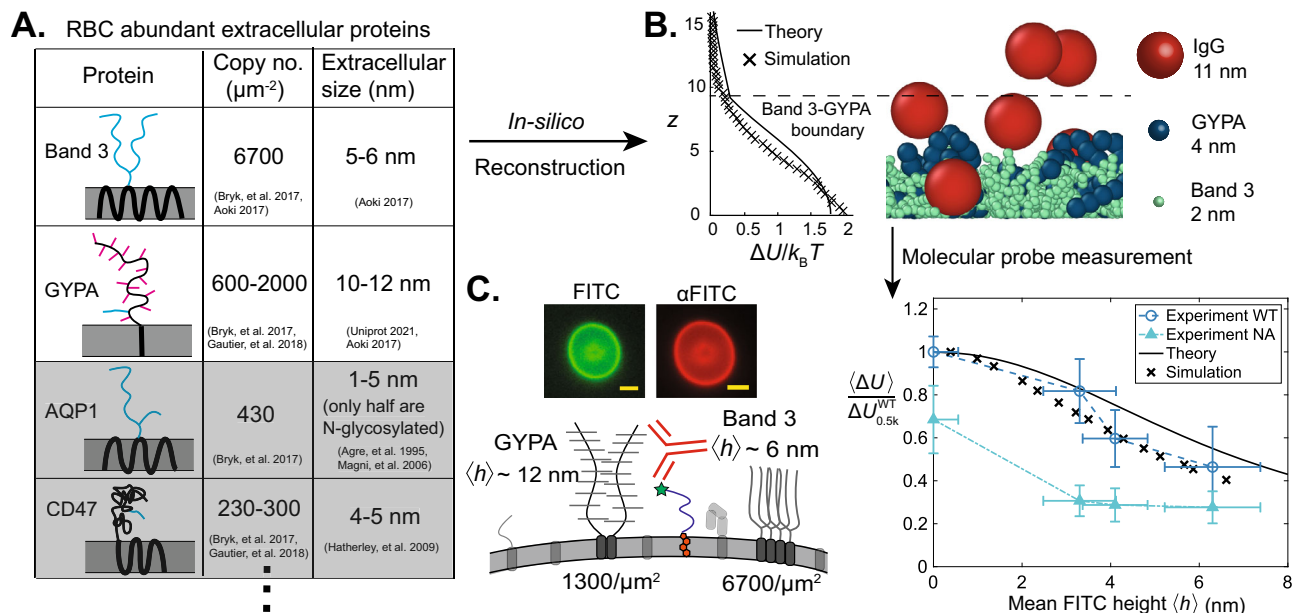 A. RBC abundant extracellular proteins
Protein
Copy no.
(μm⁻²)
Extracellular
size (nm)
Band 3
6700
(Bryk, et al. 2017,
Aoki 2017)
5-6 nm
(Aoki 2017)
GYPA
600-2000
(Bryk, et al. 2017,
Gautier, et al. 2018)
10-12 nm
(Uniprot 2021,
Aoki 2017)
AQP1
430
(Bryk, et al. 2017)
1-5 nm
(only half are
N-glycosylated)
(Agre, et al. 1995,
Magni, et al. 2006)
CD47
230-300
(Bryk, et al. 2017,
Gautier, et al. 2018)
4-5 nm
(Hatherley, et al. 2009)
In-silico
Reconstruction
B.
15
10
5
0
z
Theory
Simulation
Band 3-GYPA
boundary
0 0.5 1 1.5 2
ΔU/k_BT
IgG
11 nm
GYPA
4 nm
Band 3
2 nm
Molecular probe measurement
C.
FITC
αFITC
GYPA
⟨h⟩~ 12 nm
Band 3
⟨h⟩~ 6 nm
1300/μm²
6700/μm²
1.2
1
0.8
0.6
0.4
0.2
0
⟨ΔU⟩
ΔU^WT_0.5k
Experiment WT
Experiment NA
Theory
Simulation
0 2 4 6 8
Mean FITC height ⟨h⟩ (nm)